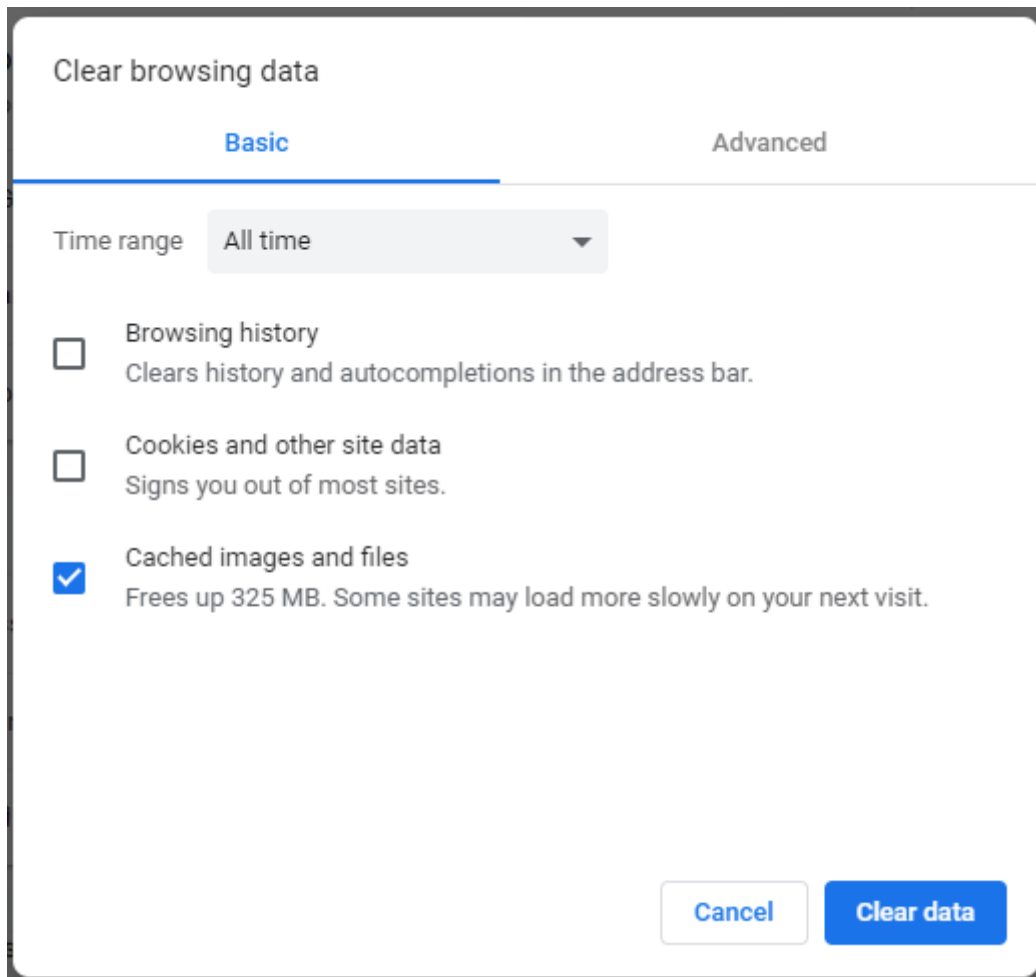 Clear browsing data
Basic
Advanced
Time range
All time
Browsing history
Clears history and autocompletions in the address bar.
Cookies and other site data
Signs you out of most sites.
Cached images and files
Frees up 325 MB. Some sites may load more slowly on your next visit.
Cancel
Clear data